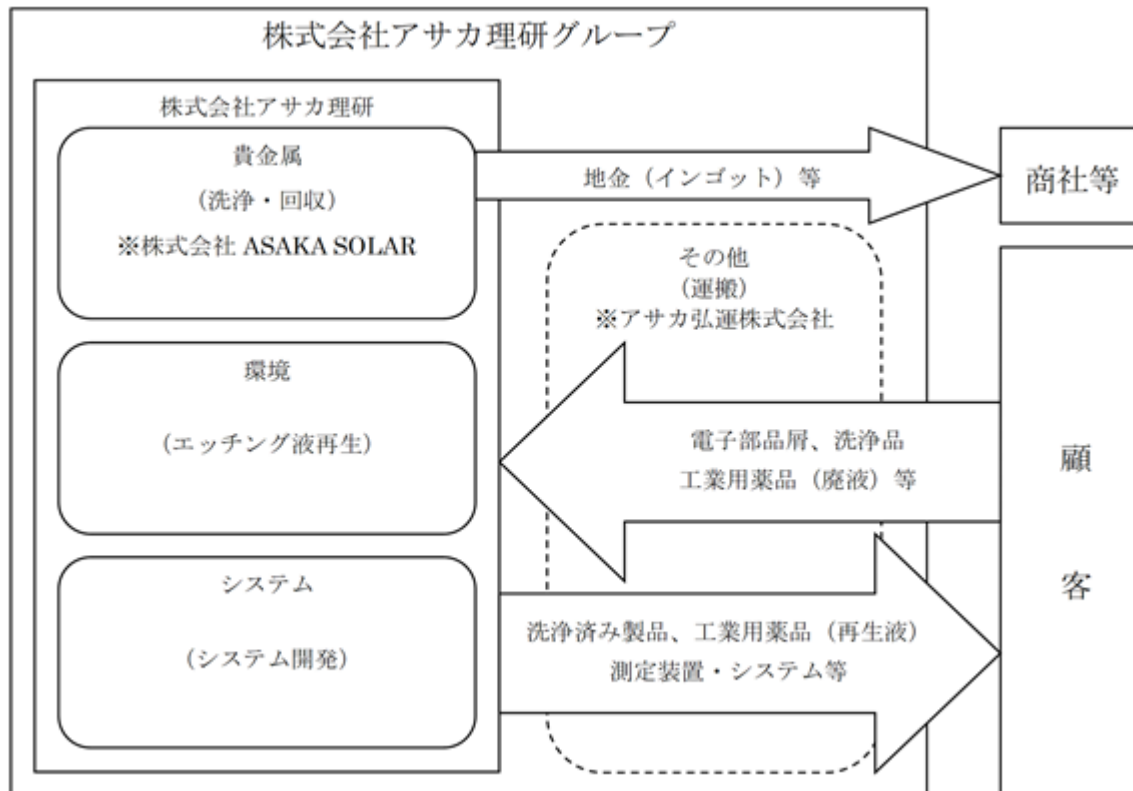 株式会社アサカ理研グループ
株式会社アサカ理研
貴金属
(洗浄・回収)
※株式会社 ASAKA SOLAR
地金（インゴット）等
商社等
その他
(運搬)
※アサカ弘運株式会社
環境
(エッチング液再生)
電子部品屑、洗浄品
工業用薬品（廃液）等
顧
客
システム
(システム開発)
洗浄済み製品、工業用薬品（再生液）
測定装置・システム等